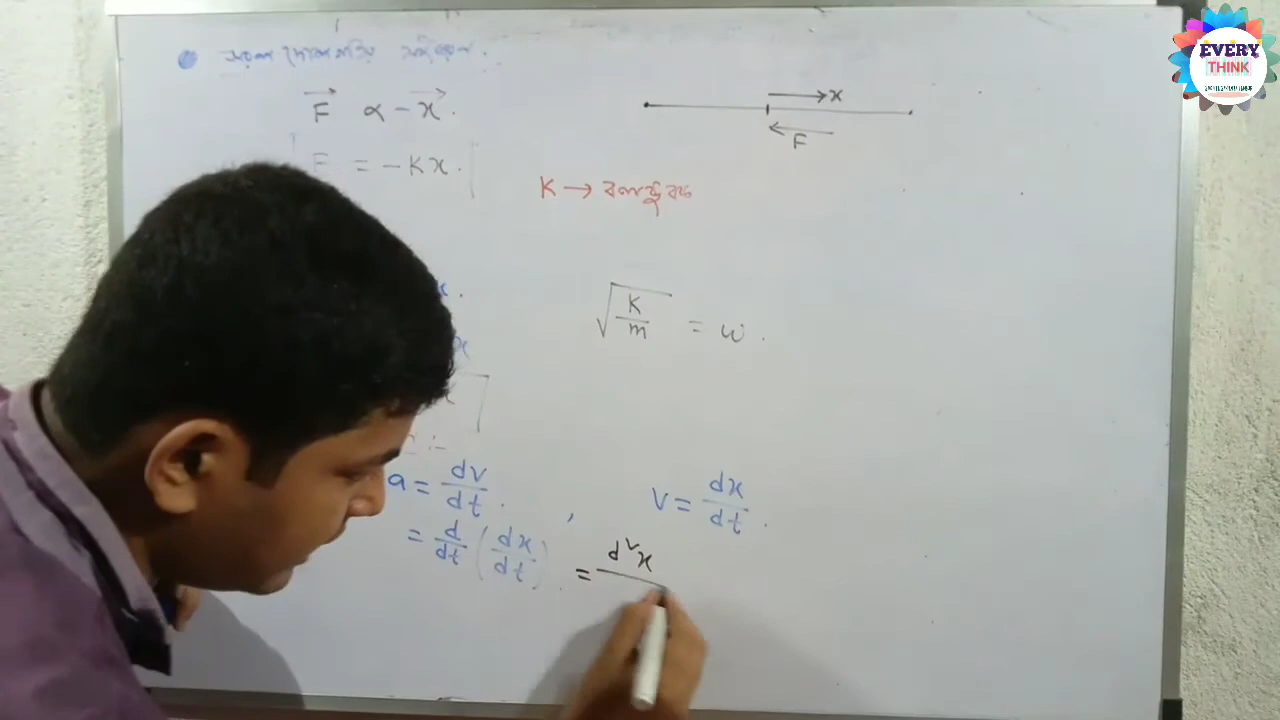 সরল দোলগতির সমীকরণ.
F ∝ - x.
→ x
F
F = - Kx.
K → বলধ্রুবক
√(K/m) = ω.
a = dv/dt. , v = dx/dt.
= d/dt (dx/dt) = d²x
EVERY
THINK